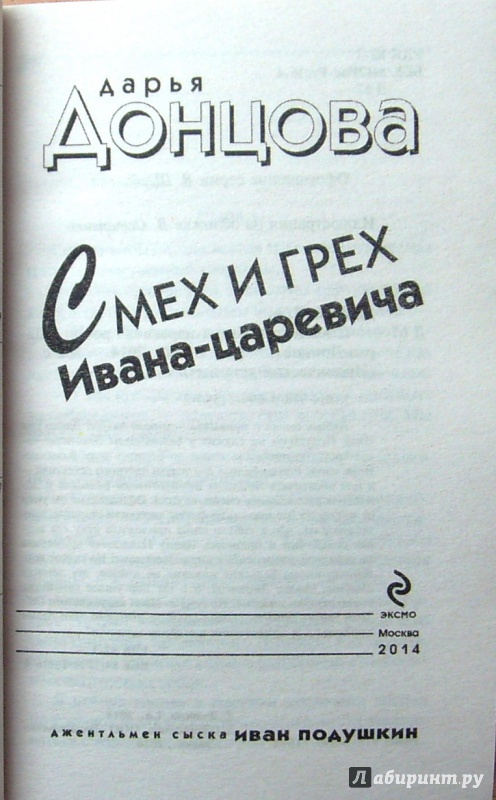 дарья
Донцова
Смех и грех
Ивана-царевича
эксмо
Москва
2014
джентльмен сыска иван подушкин
Лабиринт.ру